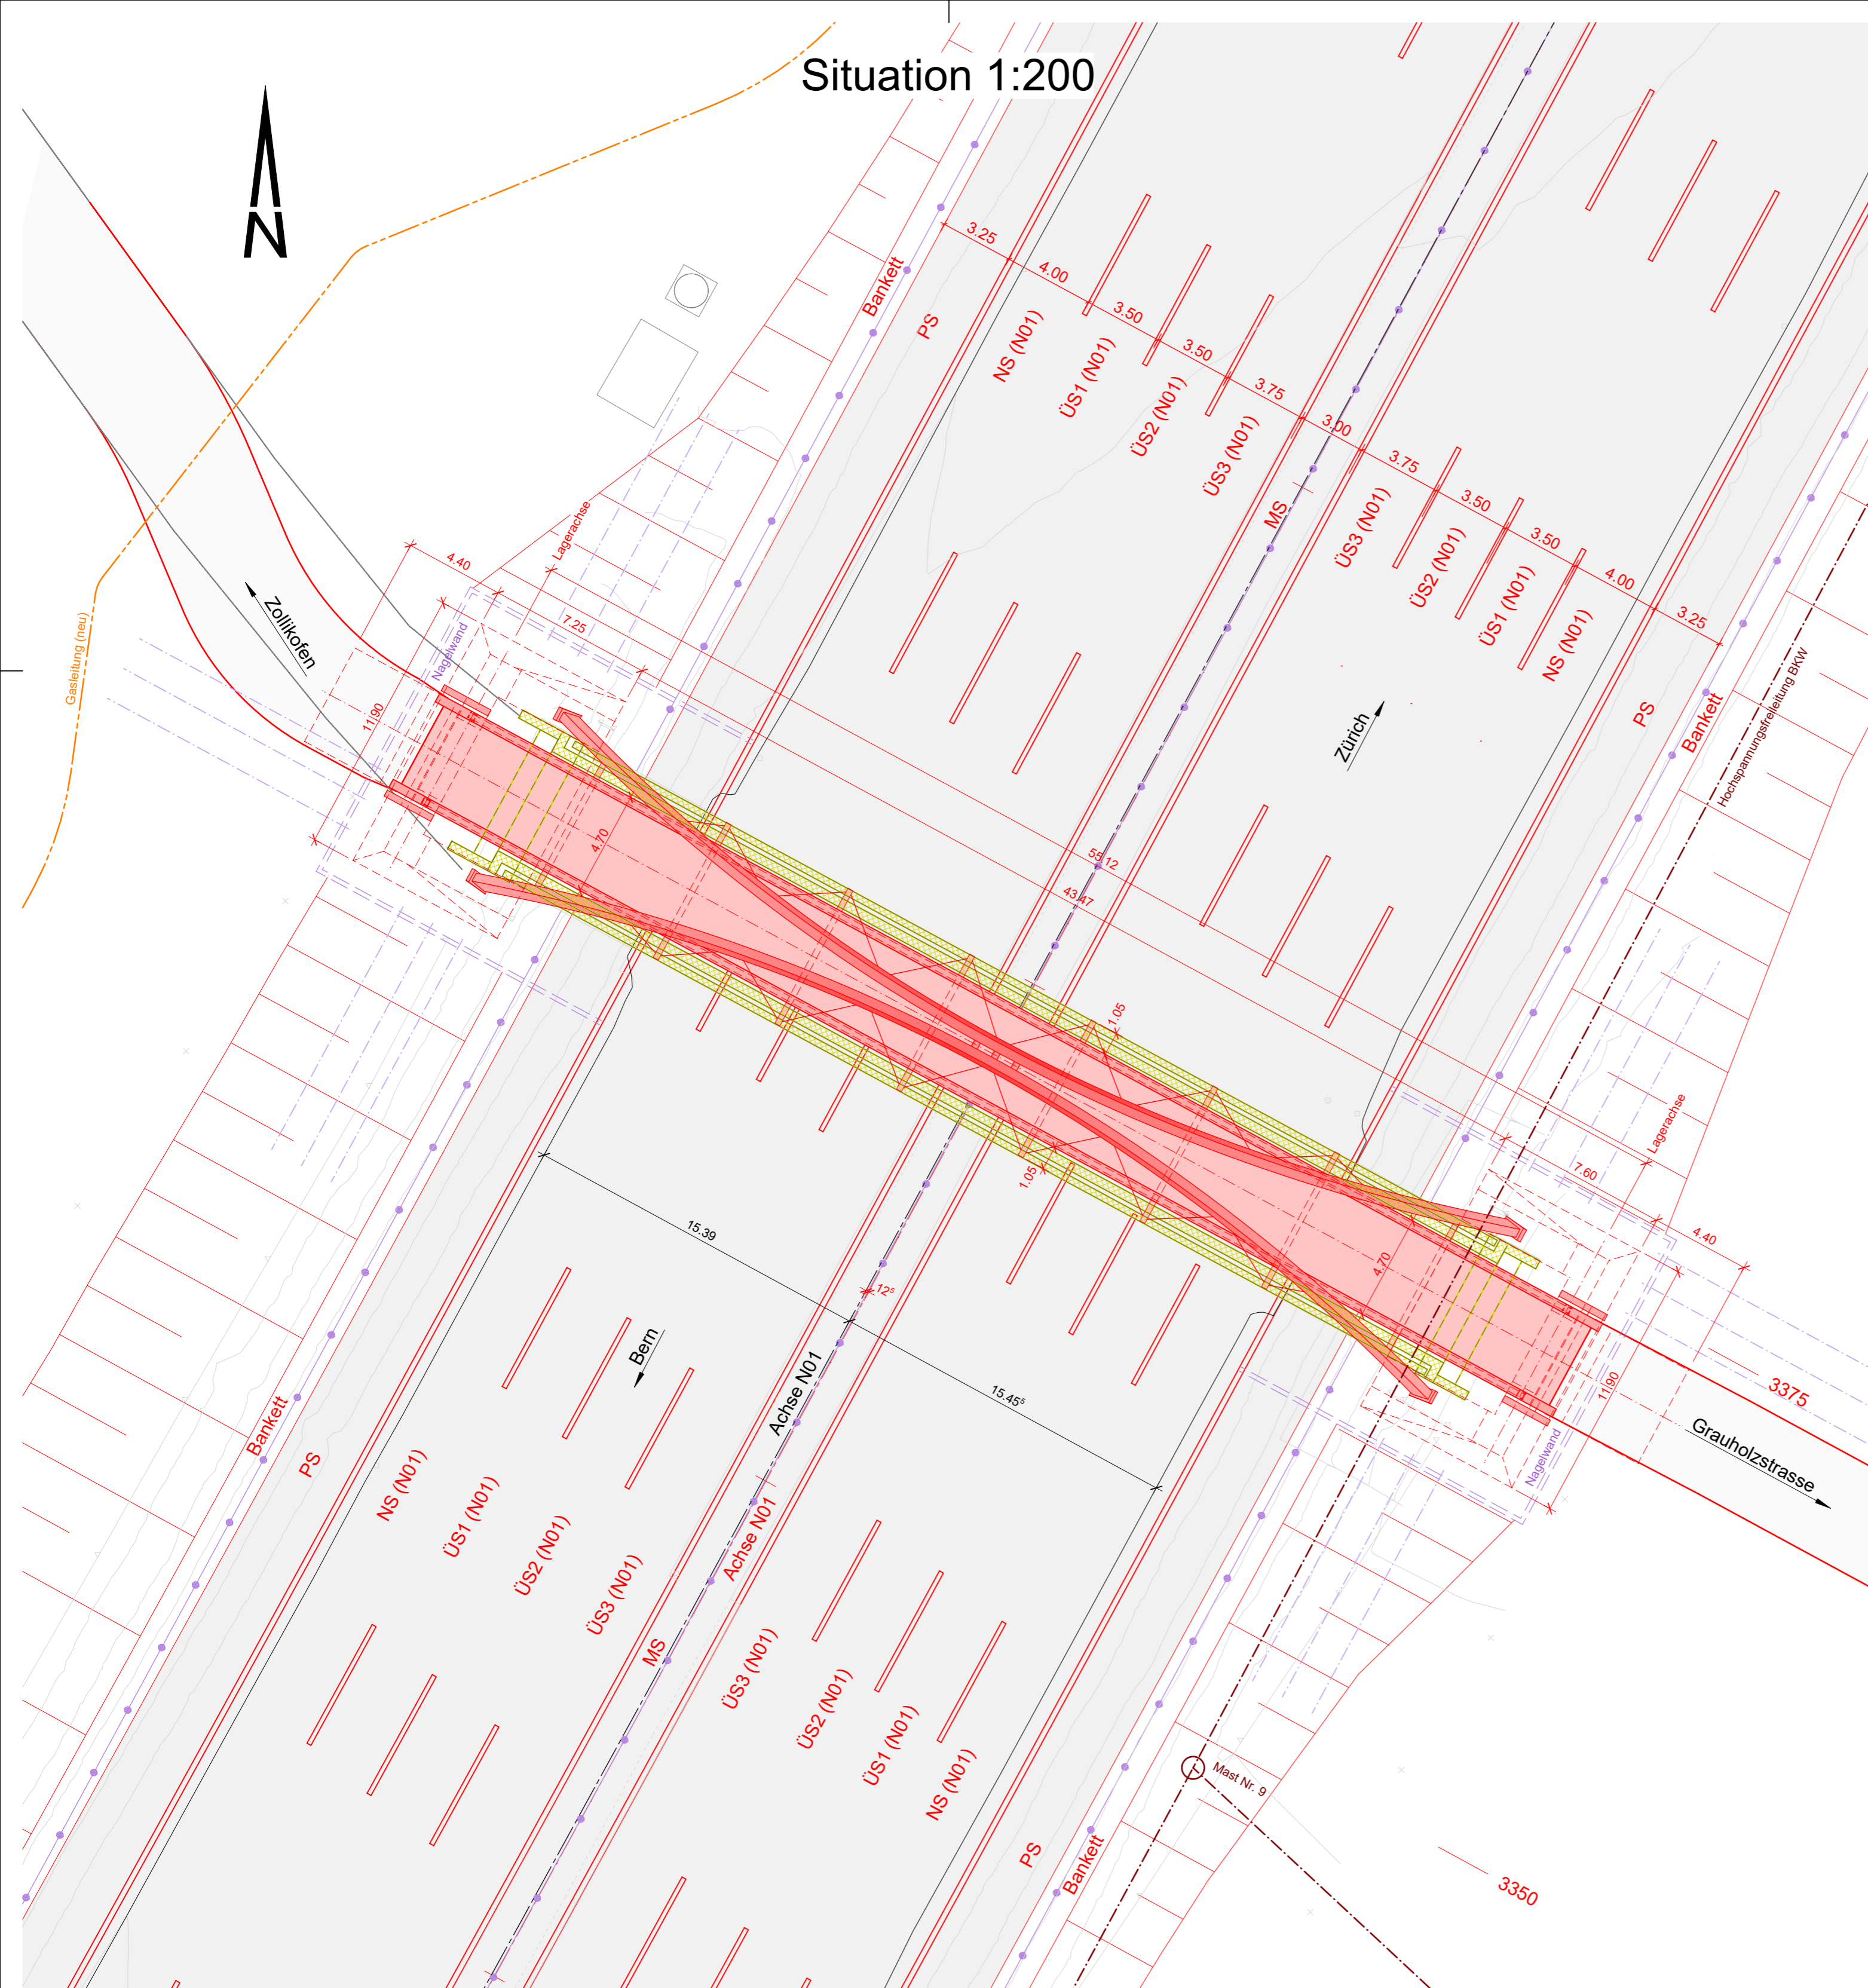 Situation 1:200
N
3.25
4.00
3.50
3.50
3.75
3.00
3.75
3.50
3.50
4.00
3.25
Bankett
PS
NS (N01)
ÜS1 (N01)
ÜS2 (N01)
ÜS3 (N01)
MS
ÜS3 (N01)
ÜS2 (N01)
ÜS1 (N01)
NS (N01)
PS
Bankett
Hochspannungsfreileitung BKW
Zürich
Lagerachse
4.40
7.25
Nagelwand
Zollikofen
Gasleitung (neu)
11.90
4.70
55.12
43.47
1.05
1.05
Lagerachse
7.60
4.40
4.70
11.90
Nagelwand
3375
Grauholzstrasse
15.39
12⁵
15.45⁵
Bern
Achse N01
Achse N01
Bankett
PS
NS (N01)
ÜS1 (N01)
ÜS2 (N01)
ÜS3 (N01)
MS
ÜS3 (N01)
ÜS2 (N01)
ÜS1 (N01)
NS (N01)
PS
Bankett
Mast Nr. 9
3350